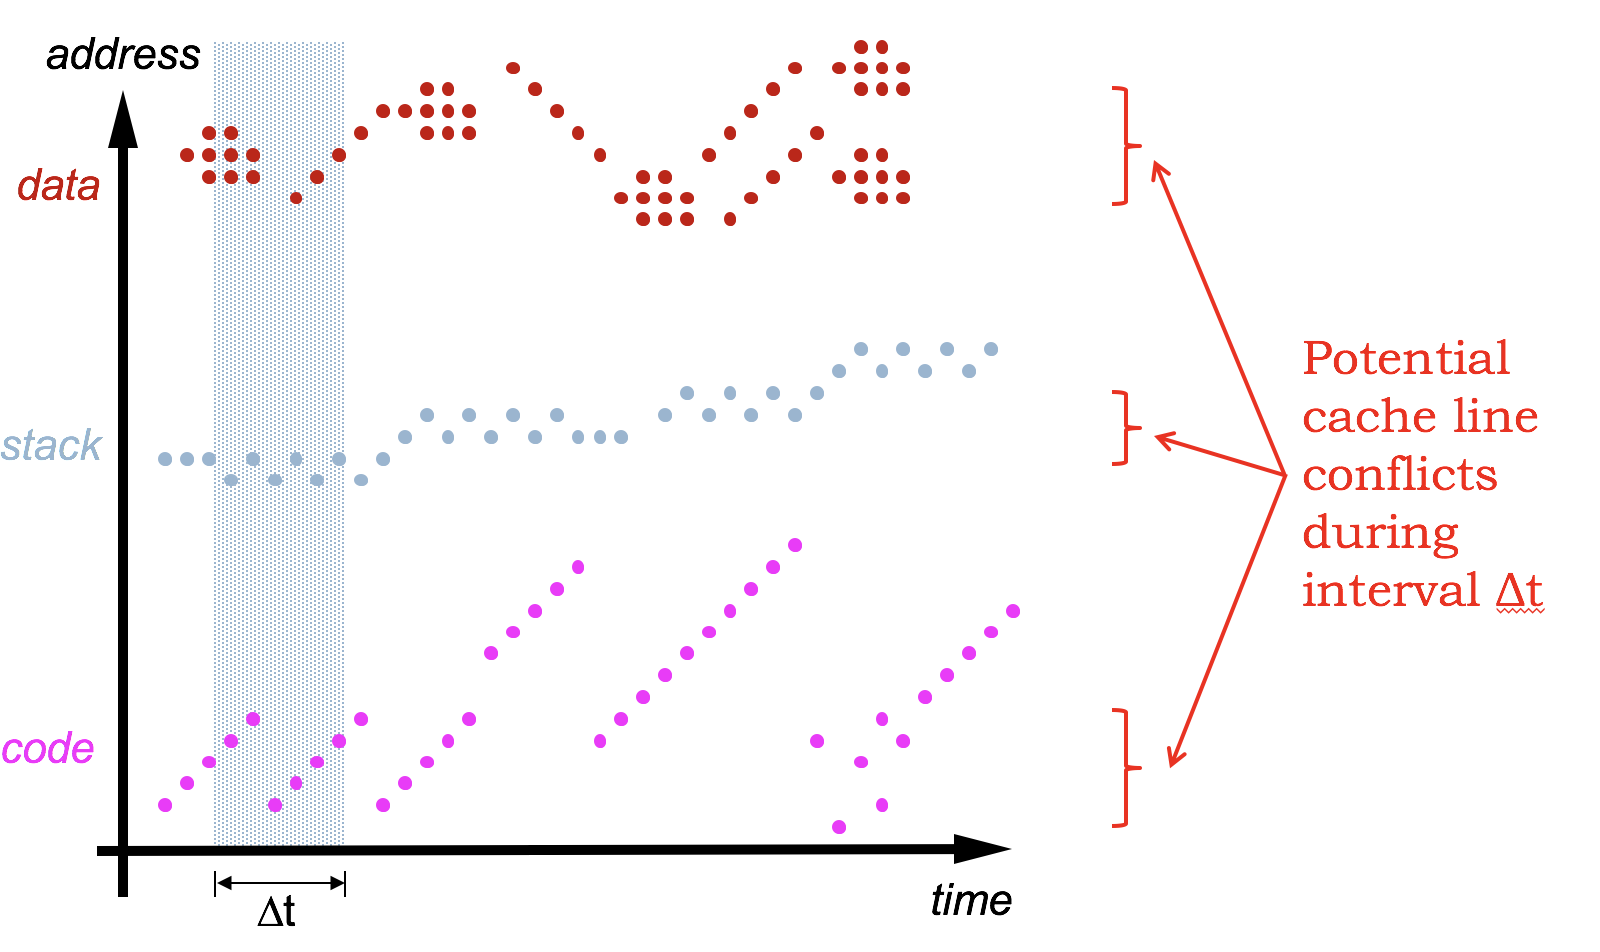 address
data
stack
code
Δt
time
Potential
cache line
conflicts
during
interval Δt